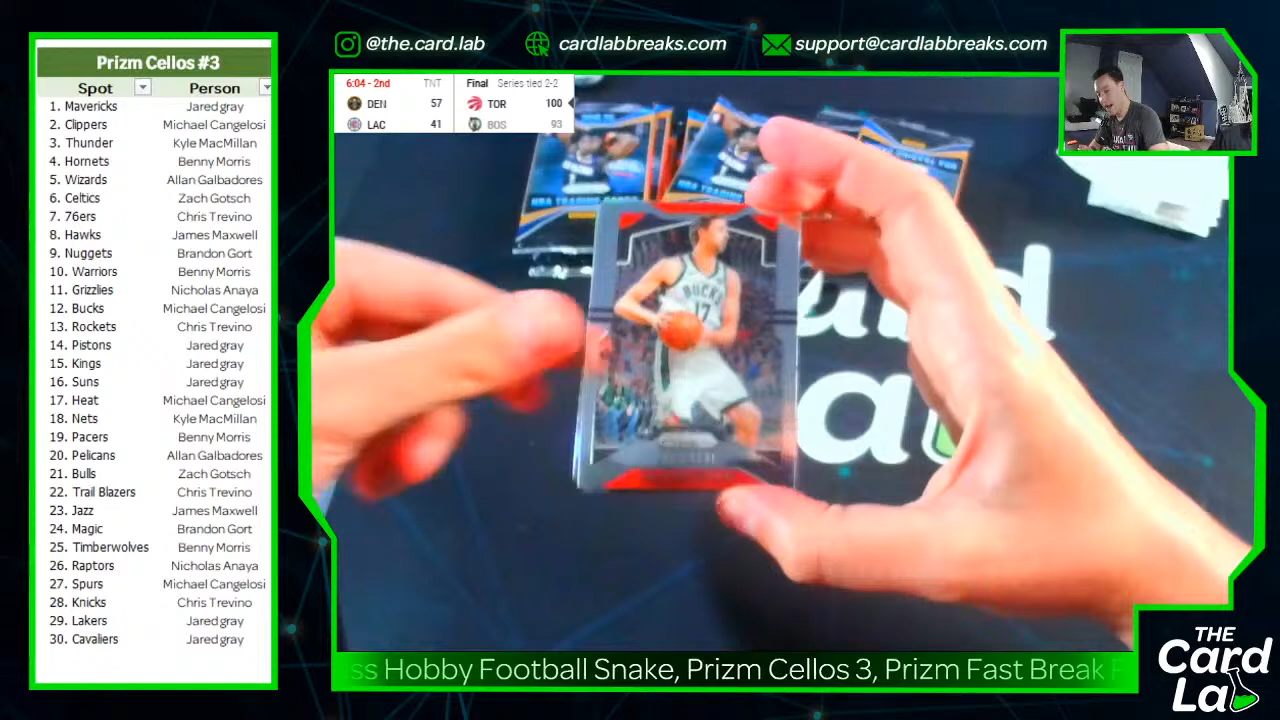 @the.card.lab
cardlabbreaks.com
support@cardlabbreaks.com
Prizm Cellos #3
Spot Person
1. Mavericks Jared gray
2. Clippers Michael Cangelosi
3. Thunder Kyle MacMillan
4. Hornets Benny Morris
5. Wizards Allan Galbadores
6. Celtics Zach Gotsch
7. 76ers Chris Trevino
8. Hawks James Maxwell
9. Nuggets Brandon Gort
10. Warriors Benny Morris
11. Grizzlies Nicholas Anaya
12. Bucks Michael Cangelosi
13. Rockets Chris Trevino
14. Pistons Jared gray
15. Kings Jared gray
16. Suns Jared gray
17. Heat Michael Cangelosi
18. Nets Kyle MacMillan
19. Pacers Benny Morris
20. Pelicans Allan Galbadores
21. Bulls Zach Gotsch
22. Trail Blazers Chris Trevino
23. Jazz James Maxwell
24. Magic Brandon Gort
25. Timberwolves Benny Morris
26. Raptors Nicholas Anaya
27. Spurs Michael Cangelosi
28. Knicks Chris Trevino
29. Lakers Jared gray
30. Cavaliers Jared gray
6:04 - 2nd TNT
DEN 57
LAC 41
Final Series tied 2-2
TOR 100
BOS 93
BUCKS
17
ss Hobby Football Snake, Prizm Cellos 3, Prizm Fast Break
THE
Card
Lab